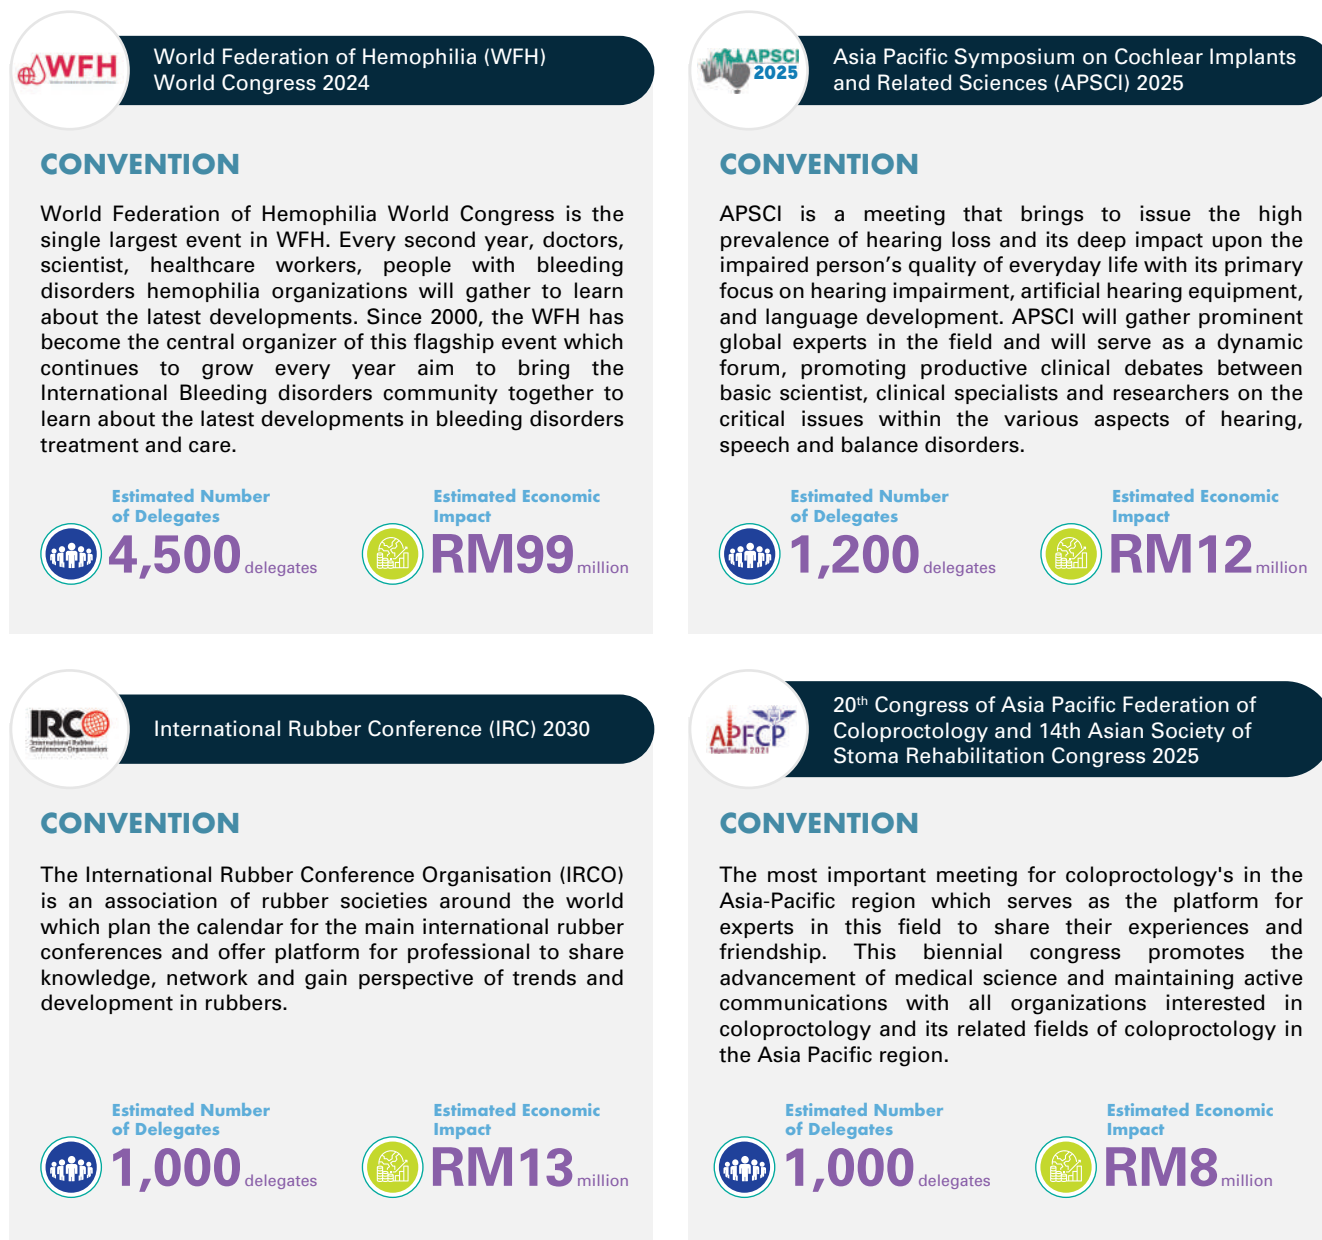 WFH
World Federation of Hemophilia (WFH)
World Congress 2024
CONVENTION
World Federation of Hemophilia World Congress is the
single largest event in WFH. Every second year, doctors,
scientist, healthcare workers, people with bleeding
disorders hemophilia organizations will gather to learn
about the latest developments. Since 2000, the WFH has
become the central organizer of this flagship event which
continues to grow every year aim to bring the
International Bleeding disorders community together to
learn about the latest developments in bleeding disorders
treatment and care.
Estimated Number
of Delegates
4,500 delegates
Estimated Economic
Impact
RM99 million
APSCI
2025
Asia Pacific Symposium on Cochlear Implants
and Related Sciences (APSCI) 2025
CONVENTION
APSCI is a meeting that brings to issue the high
prevalence of hearing loss and its deep impact upon the
impaired person’s quality of everyday life with its primary
focus on hearing impairment, artificial hearing equipment,
and language development. APSCI will gather prominent
global experts in the field and will serve as a dynamic
forum, promoting productive clinical debates between
basic scientist, clinical specialists and researchers on the
critical issues within the various aspects of hearing,
speech and balance disorders.
Estimated Number
of Delegates
1,200 delegates
Estimated Economic
Impact
RM12 million
IRCO
International Rubber
Conference Organisation
International Rubber Conference (IRC) 2030
CONVENTION
The International Rubber Conference Organisation (IRCO)
is an association of rubber societies around the world
which plan the calendar for the main international rubber
conferences and offer platform for professional to share
knowledge, network and gain perspective of trends and
development in rubbers.
Estimated Number
of Delegates
1,000 delegates
Estimated Economic
Impact
RM13 million
APFCP
Taipei, Taiwan 2021
20th Congress of Asia Pacific Federation of
Coloproctology and 14th Asian Society of
Stoma Rehabilitation Congress 2025
CONVENTION
The most important meeting for coloproctology's in the
Asia-Pacific region which serves as the platform for
experts in this field to share their experiences and
friendship. This biennial congress promotes the
advancement of medical science and maintaining active
communications with all organizations interested in
coloproctology and its related fields of coloproctology in
the Asia Pacific region.
Estimated Number
of Delegates
1,000 delegates
Estimated Economic
Impact
RM8 million